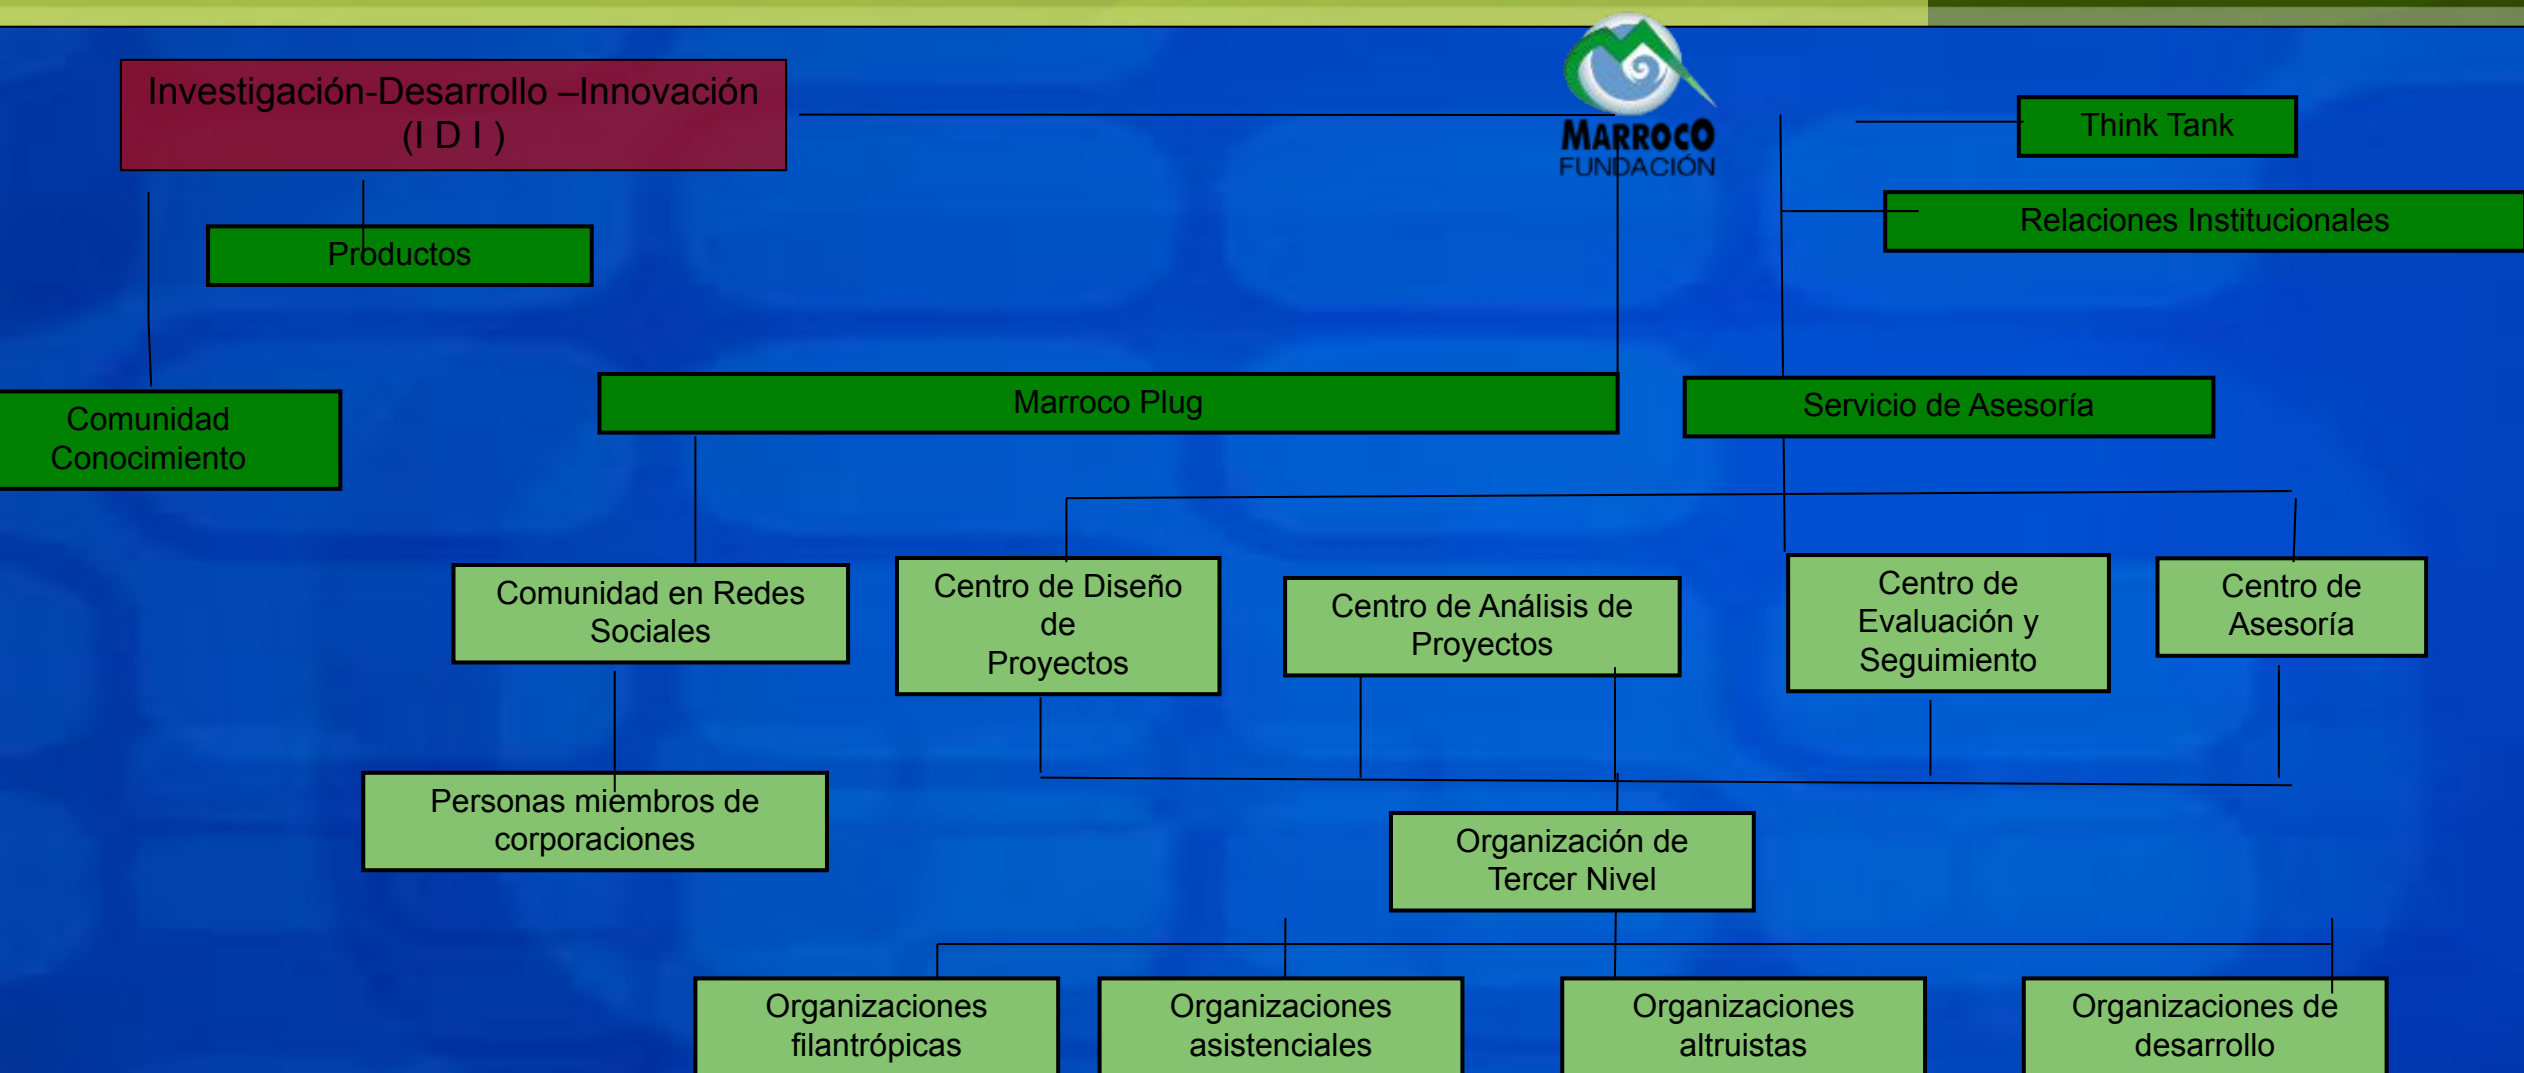 Investigación-Desarrollo –Innovación
(I D I )
MARROCO
FUNDACIÓN
Think Tank
Relaciones Institucionales
Productos
Comunidad
Conocimiento
Marroco Plug
Servicio de Asesoría
Comunidad en Redes
Sociales
Centro de Diseño
de
Proyectos
Centro de Análisis de
Proyectos
Centro de
Evaluación y
Seguimiento
Centro de
Asesoría
Personas miembros de
corporaciones
Organización de
Tercer Nivel
Organizaciones
filantrópicas
Organizaciones
asistenciales
Organizaciones
altruistas
Organizaciones de
desarrollo